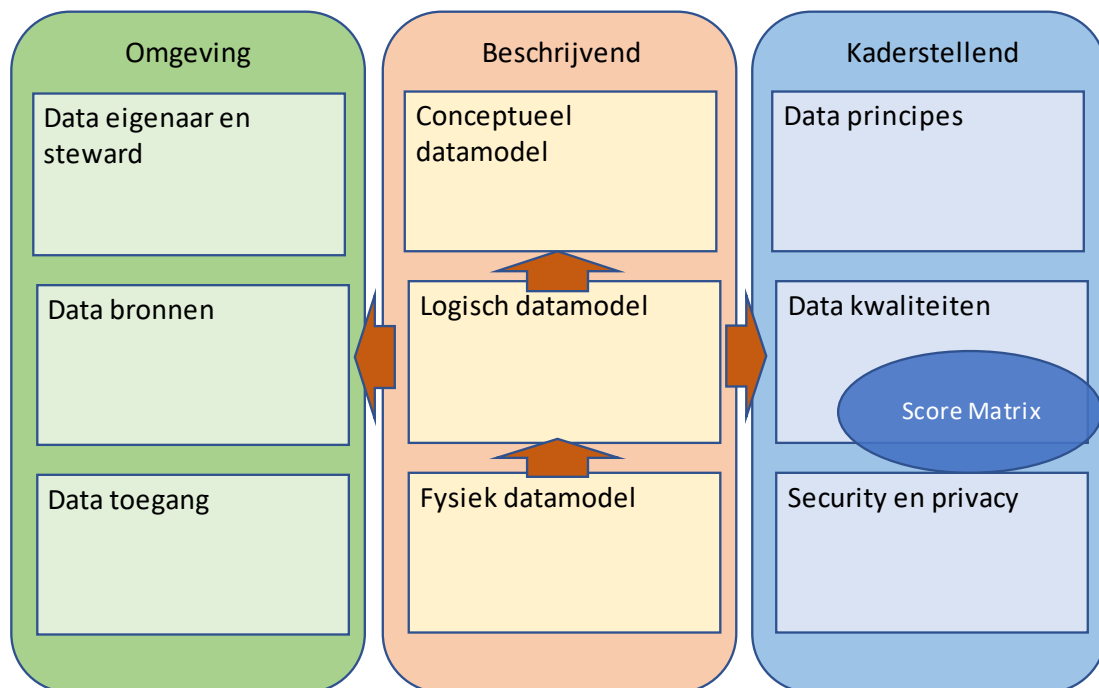 Omgeving
Data eigenaar en
steward
Data bronnen
Data toegang
Beschrijvend
Conceptueel
datamodel
Logisch datamodel
Fysiek datamodel
Kaderstellend
Data principes
Data kwaliteiten
Score Matrix
Security en privacy